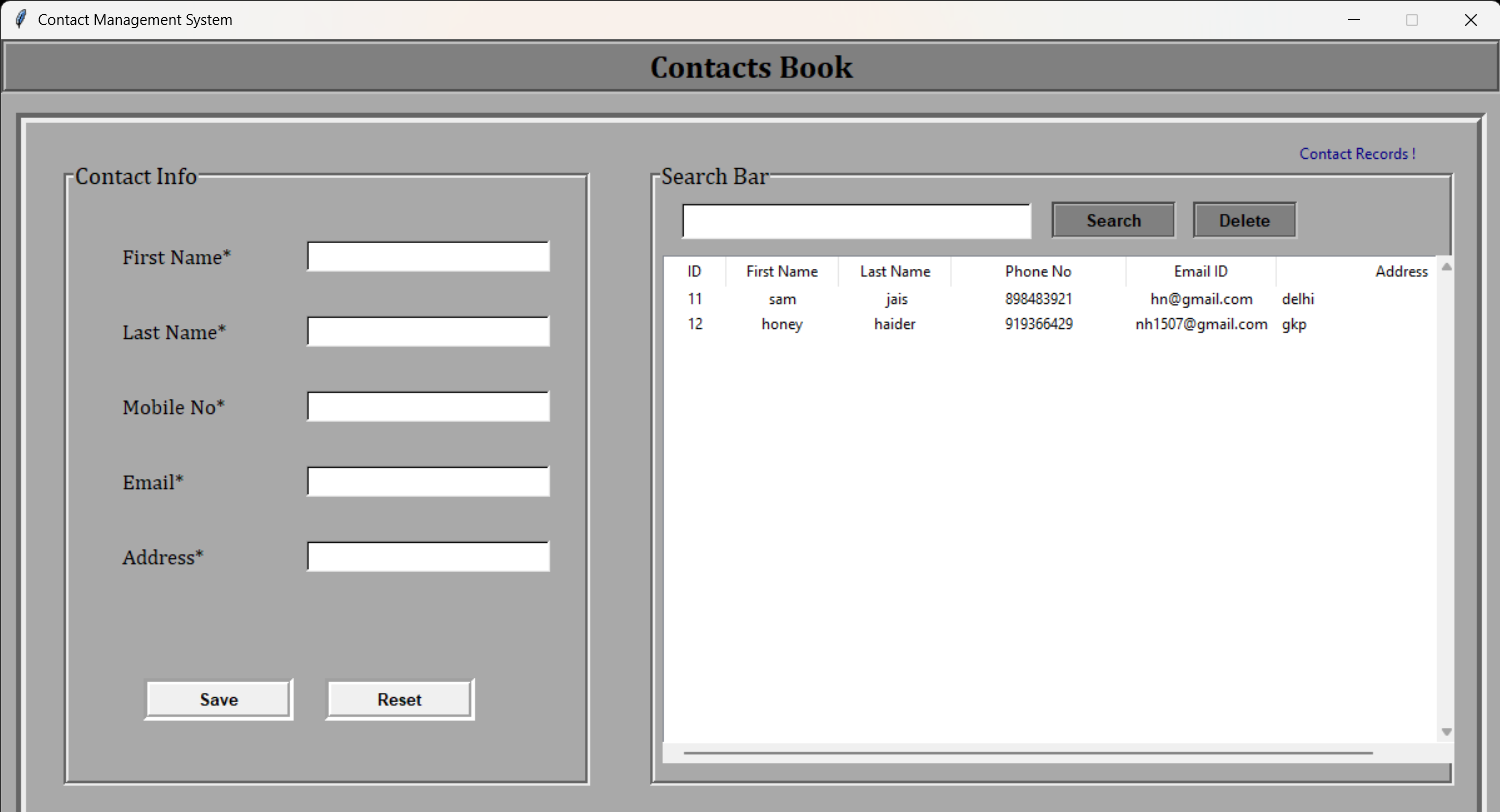 Contact Management System
Contacts Book
Contact Records !
Contact Info
First Name*
Last Name*
Mobile No*
Email*
Address*
Save Reset
Search Bar
Search Delete
ID First Name Last Name Phone No Email ID Address
11 sam jais 898483921 hn@gmail.com delhi
12 honey haider 919366429 nh1507@gmail.com gkp